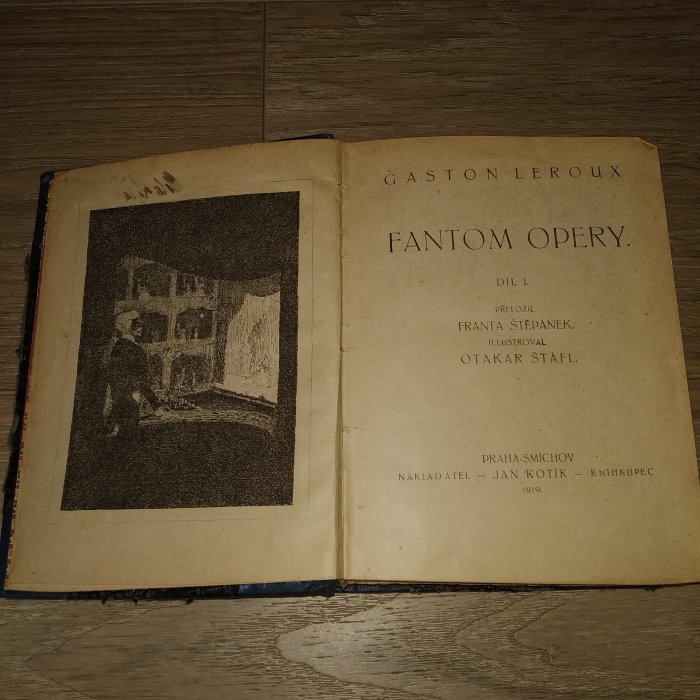 GASTON LEROUX
FANTOM OPERY.
DÍL I.
PŘELOŽIL
FRANTA ŠTĚPÁNEK.
ILLUSTROVAL
OTAKAR ŠTÁFL.
PRAHA-SMÍCHOV
NAKLADATEL — JAN KOTÍK — KNIHKUPEC
1919.